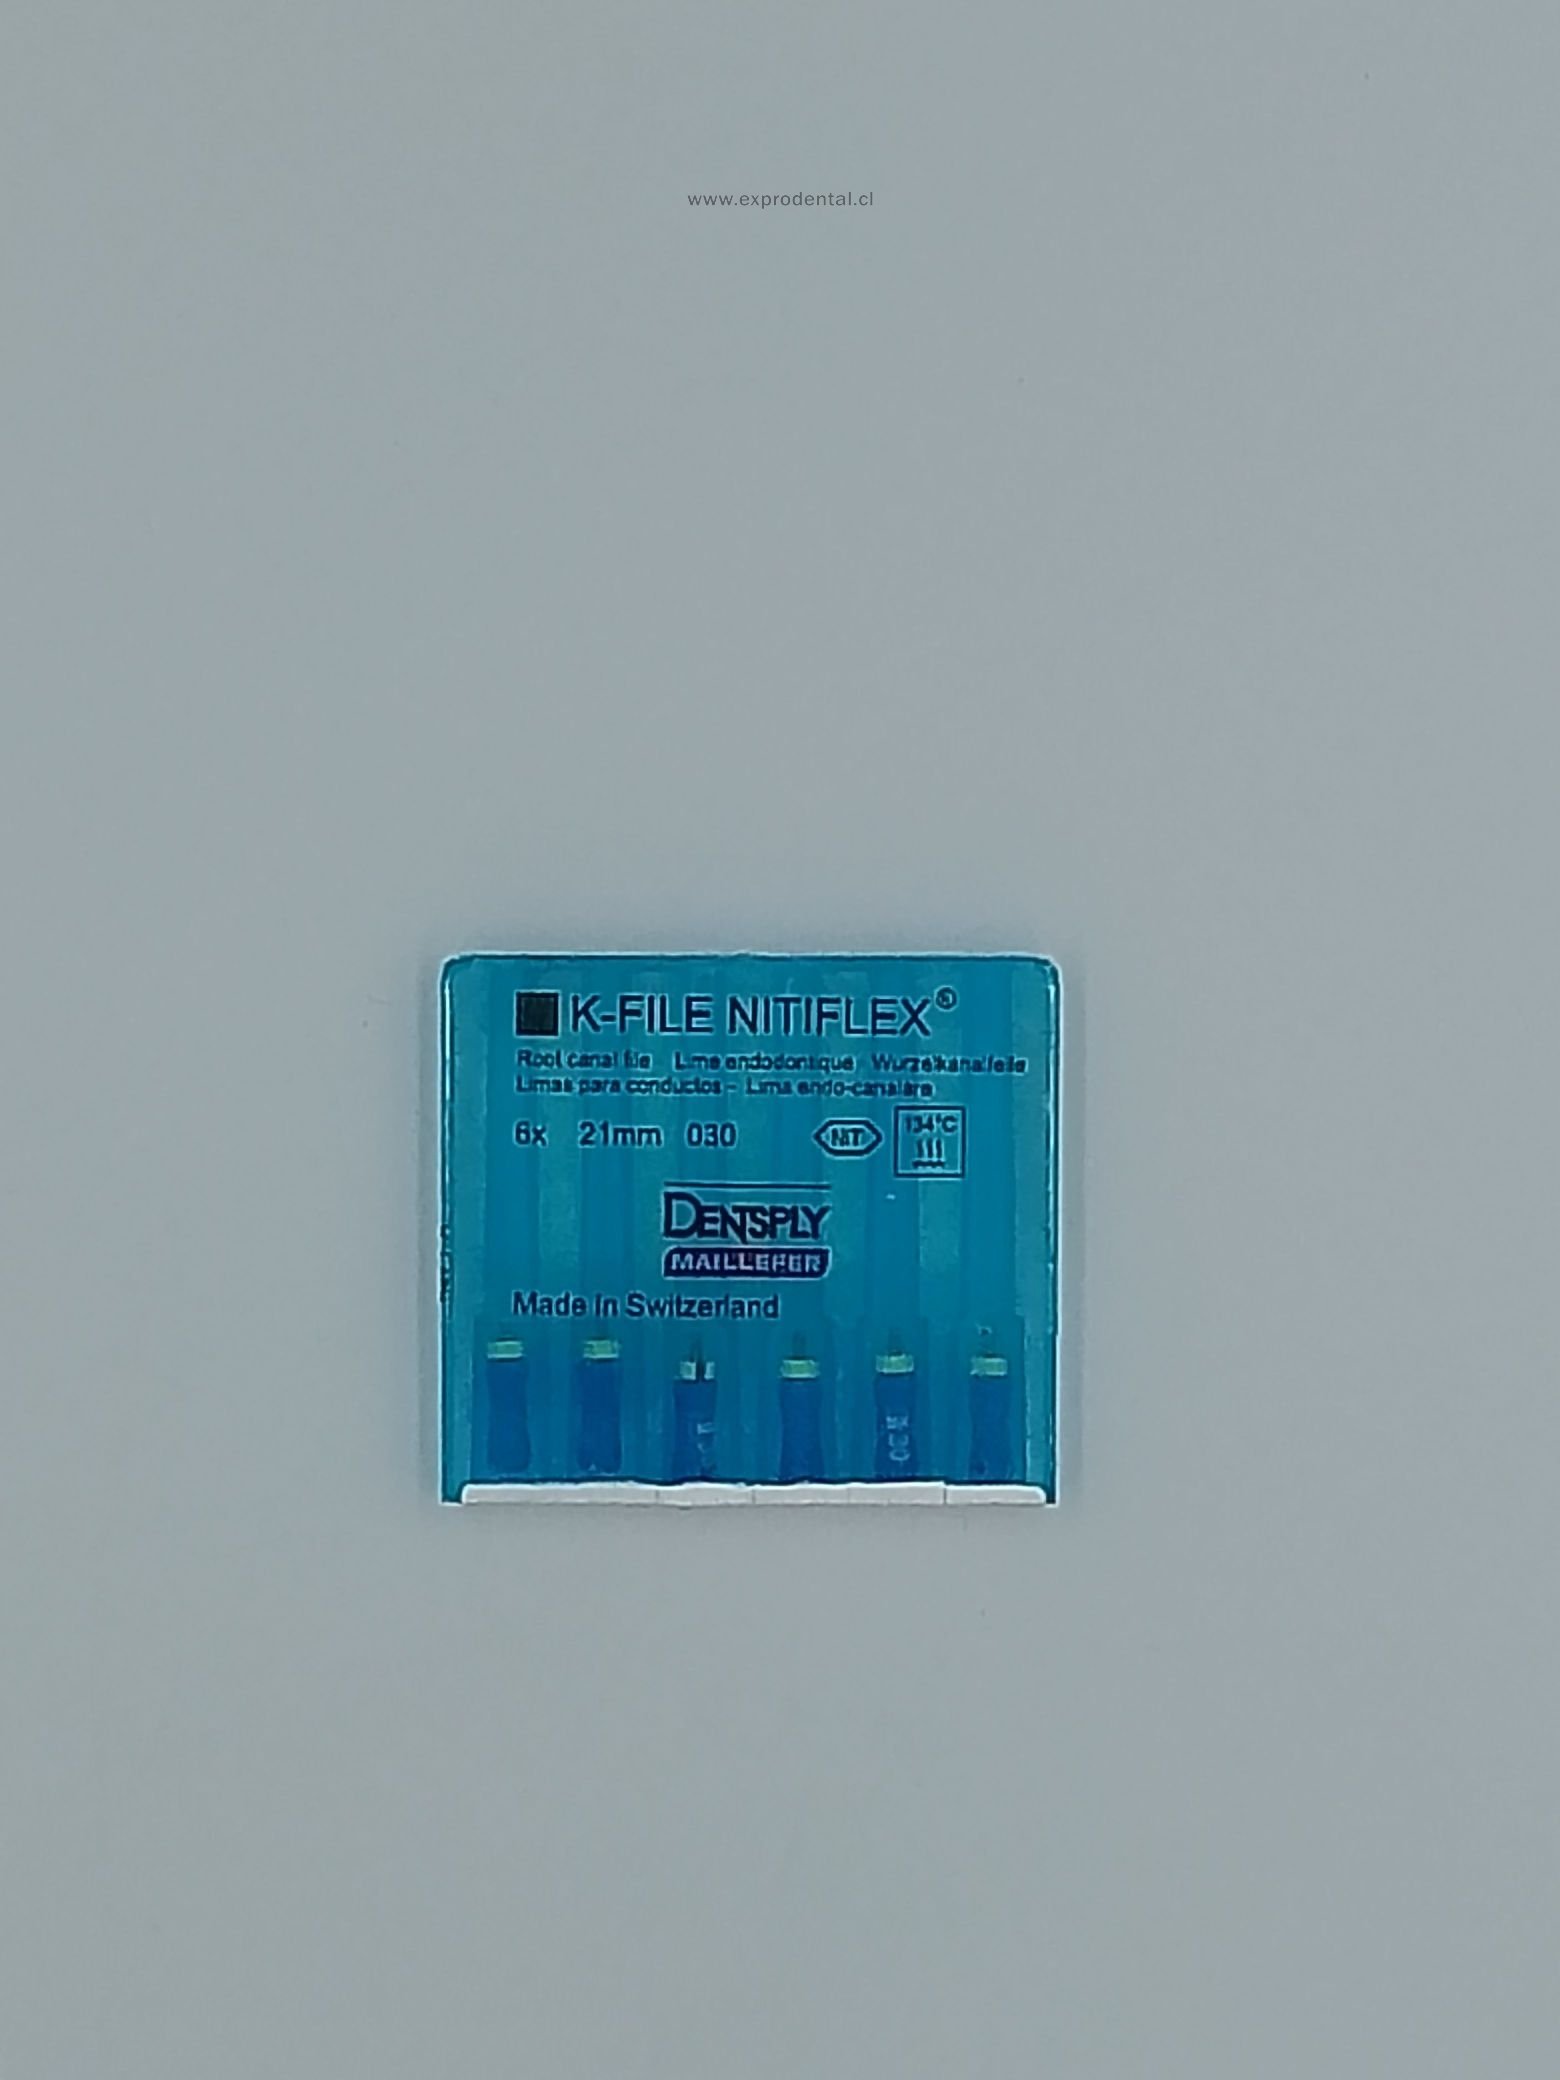 www.exprodental.cl
K-FILE NITIFLEX®
Root canal file Lime endodontique Wurzelkanalfeile
Limas para conductos - Lima endo-canalare
6x 21mm 030 NiT 134°C
DENTSPLY
MAILLEFER
Made in Switzerland
30